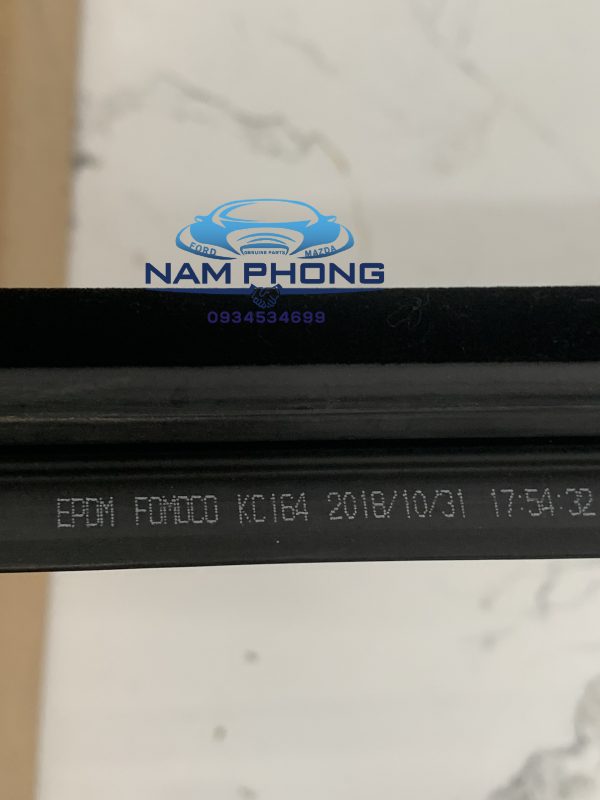 FORD GENUINE PARTS MAZDA
NAM PHONG
0934534699
EPDM FOMOCO KC164 2018/10/31 17:54:32